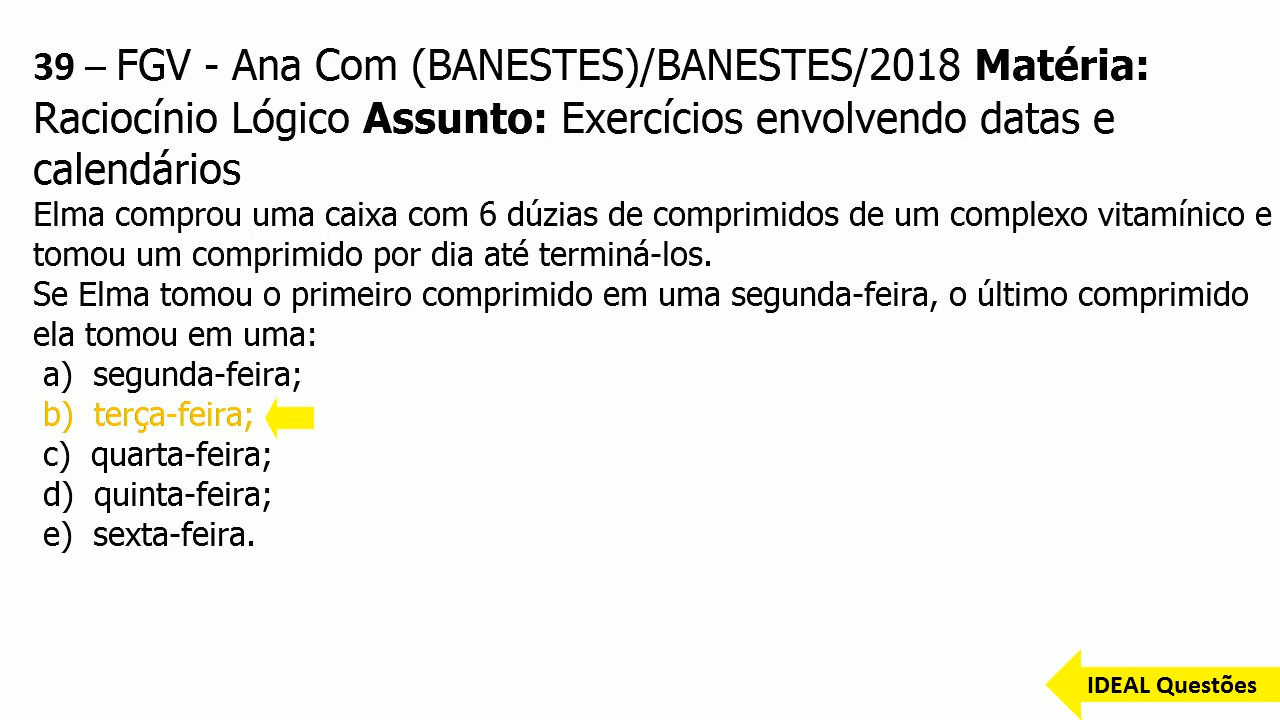 39 – FGV - Ana Com (BANESTES)/BANESTES/2018 Matéria:
Raciocínio Lógico Assunto: Exercícios envolvendo datas e
calendários
Elma comprou uma caixa com 6 dúzias de comprimidos de um complexo vitamínico e
tomou um comprimido por dia até terminá-los.
Se Elma tomou o primeiro comprimido em uma segunda-feira, o último comprimido
ela tomou em uma:
a) segunda-feira;
b) terça-feira;
c) quarta-feira;
d) quinta-feira;
e) sexta-feira.
IDEAL Questões